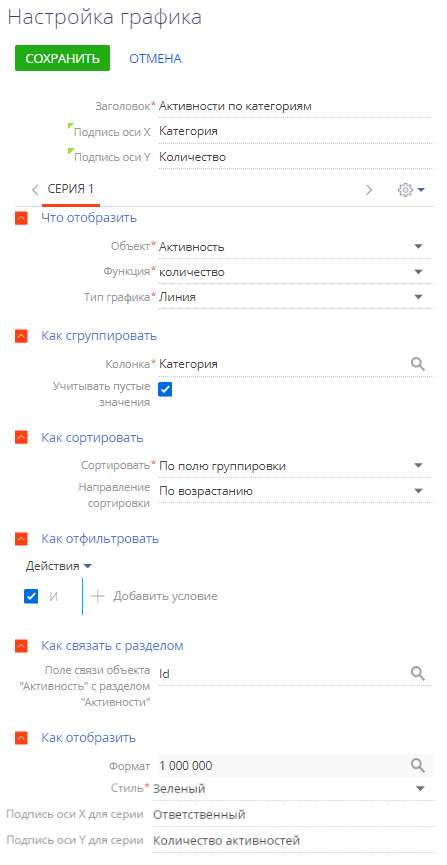 Настройка графика
СОХРАНИТЬ ОТМЕНА
Заголовок* Активности по категориям
Подпись оси X Категория
Подпись оси Y Количество
СЕРИЯ 1
Что отобразить
Объект* Активность
Функция* количество
Тип графика* Линия
Как сгруппировать
Колонка* Категория
Учитывать пустые
значения
Как сортировать
Сортировать* По полю группировки
Направление
сортировки По возрастанию
Как отфильтровать
Действия
И Добавить условие
Как связать с разделом
Поле связи объекта
"Активность" с разделом
"Активности" Id
Как отобразить
Формат 1 000 000
Стиль* Зеленый
Подпись оси X для серии Ответственный
Подпись оси Y для серии Количество активностей